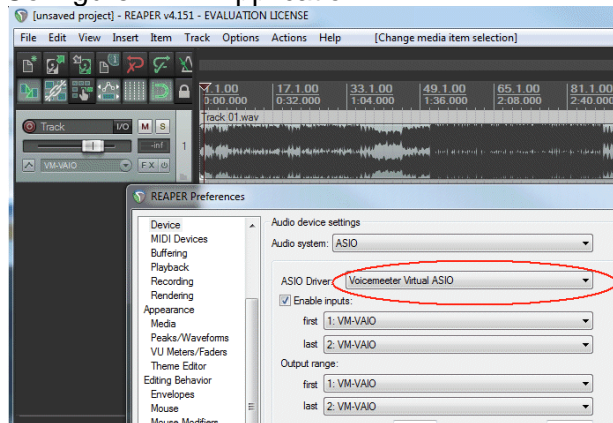 [unsaved project] - REAPER v4.151 - EVALUATION LICENSE
File Edit View Insert Item Track Options Actions Help [Change media item selection]
1.00 17.1.00 33.1.00 49.1.00 65.1.00 81.1.00
0:00.000 0:32.000 1:04.000 1:36.000 2:08.000 2:40.000
Track 01.wav
Track I/O M S
-inf 1
VM-VAIO FX
REAPER Preferences
Device
MIDI Devices
Buffering
Playback
Recording
Rendering
Appearance
Media
Peaks/Waveforms
VU Meters/Faders
Theme Editor
Editing Behavior
Envelopes
Mouse
Mouse Modifiers
Audio device settings
Audio system: ASIO
ASIO Driver: Voicemeeter Virtual ASIO
Enable inputs:
first 1: VM-VAIO
last 2: VM-VAIO
Output range:
first 1: VM-VAIO
last 2: VM-VAIO